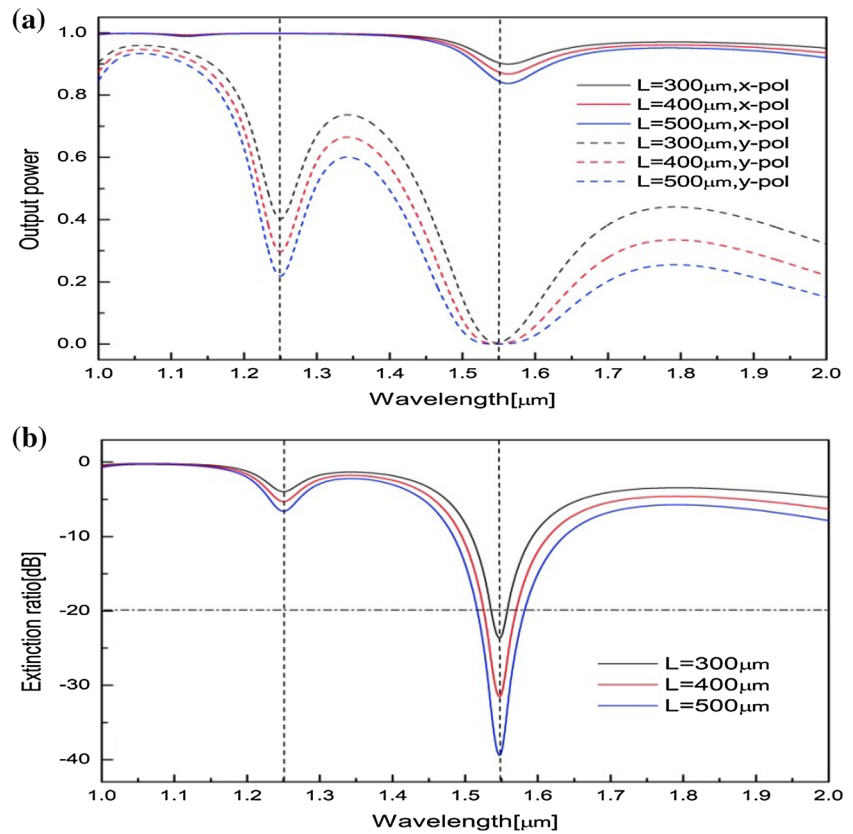 (a)
Output power
1.0
0.8
0.6
0.4
0.2
0.0
L=300μm,x-pol
L=400μm,x-pol
L=500μm,x-pol
L=300μm,y-pol
L=400μm,y-pol
L=500μm,y-pol
1.0 1.1 1.2 1.3 1.4 1.5 1.6 1.7 1.8 1.9 2.0
Wavelength[μm]
(b)
Extinction ratio[dB]
0
-10
-20
-30
-40
L=300μm
L=400μm
L=500μm
1.0 1.1 1.2 1.3 1.4 1.5 1.6 1.7 1.8 1.9 2.0
Wavelength[μm]